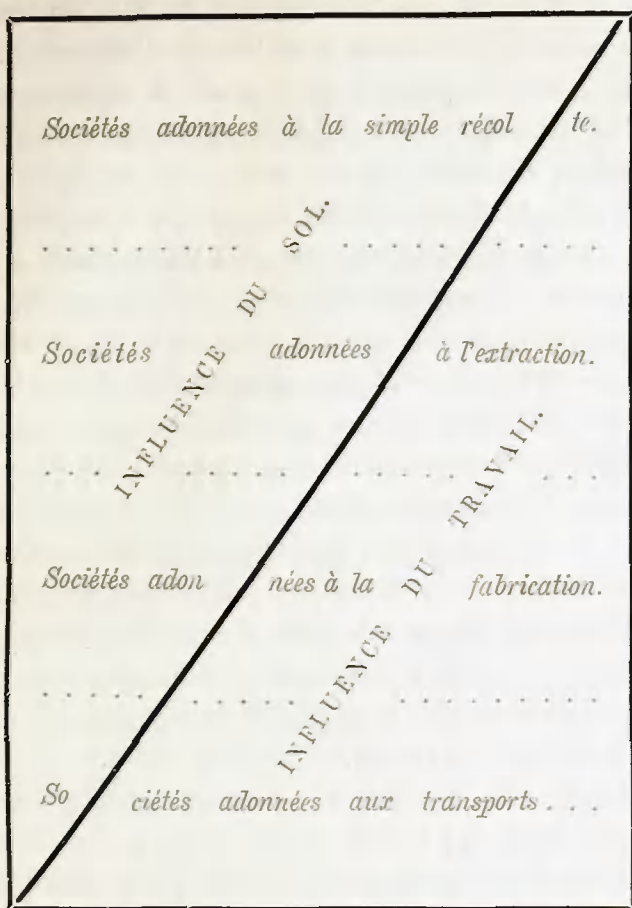 Sociétés adonnées à la simple récol te.
INFLUENCE DU SOL.
Sociétés adonnées à l'extraction.
INFLUENCE DU TRAVAIL.
Sociétés adon nées à la fabrication.
So ciétés adonnées aux transports . . .